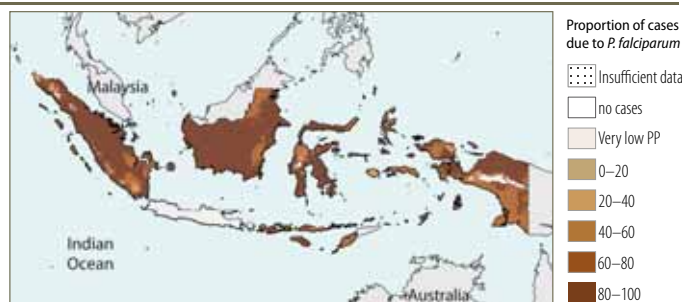 Proportion of cases
due to P. falciparum
Malaysia
Indian
Ocean
Australia
Insufficient data
no cases
Very low PP
0–20
20–40
40–60
60–80
80–100